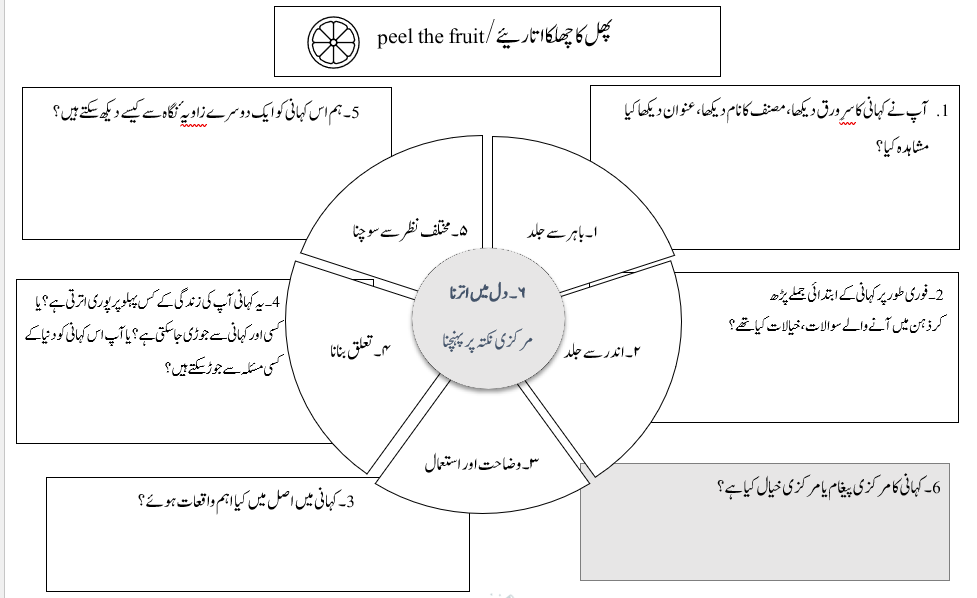 پھل کا چھلکا اتاریئے/peel the fruit
1. آپ نے کہانی کا سرورق دیکھا، مصنف کا نام دیکھا، عنوان دیکھا کیا
مشاہدہ کیا؟
5۔ ہم اس کہانی کو ایک دوسرے زاویۂ نگاہ سے کیسے دیکھ سکتے ہیں؟
۱۔ باہر سے جلد
۵۔ مختلف نظر سے سوچنا
2۔ فوری طور پر کہانی کے ابتدائی جملے پڑھ
کر ذہن میں آنے والے سوالات، خیالات کیا تھے؟
۶۔ دل میں اترنا
مرکزی نکتہ پر پہنچنا
4۔ یہ کہانی آپ کی زندگی کے کس پہلو پر پوری اترتی ہے؟ یا
کسی اور کہانی سے جوڑی جاسکتی ہے؟ یا آپ اس کہانی کو دنیا کے
کسی مسئلہ سے جوڑ سکتے ہیں؟
۲۔ اندر سے جلد
۴۔ تعلق بنانا
۳۔ وضاحت اور استعمال
6۔ کہانی کا مرکزی پیغام یا مرکزی خیال کیا ہے؟
3۔ کہانی میں اصل میں کیا اہم واقعات ہوئے؟